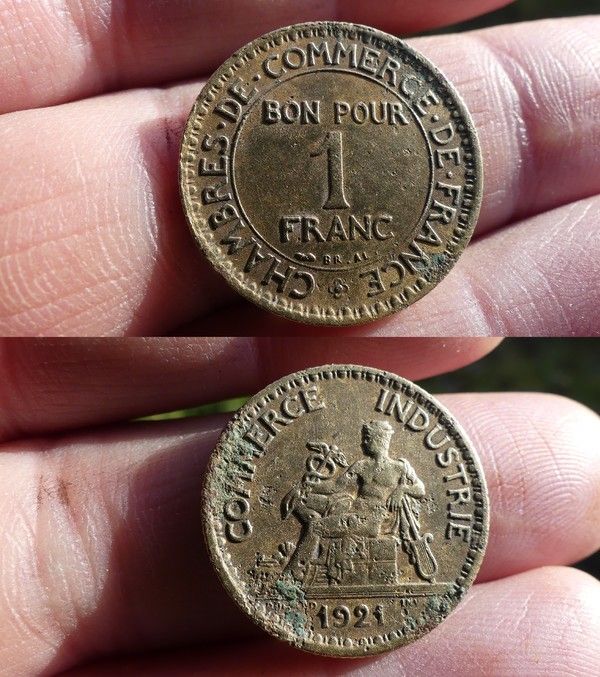 CHAMBRES·DE·COMMERCE·DE·FRANCE
BON POUR
1
FRANC
BR. AL
COMMERCE INDUSTRIE
1921